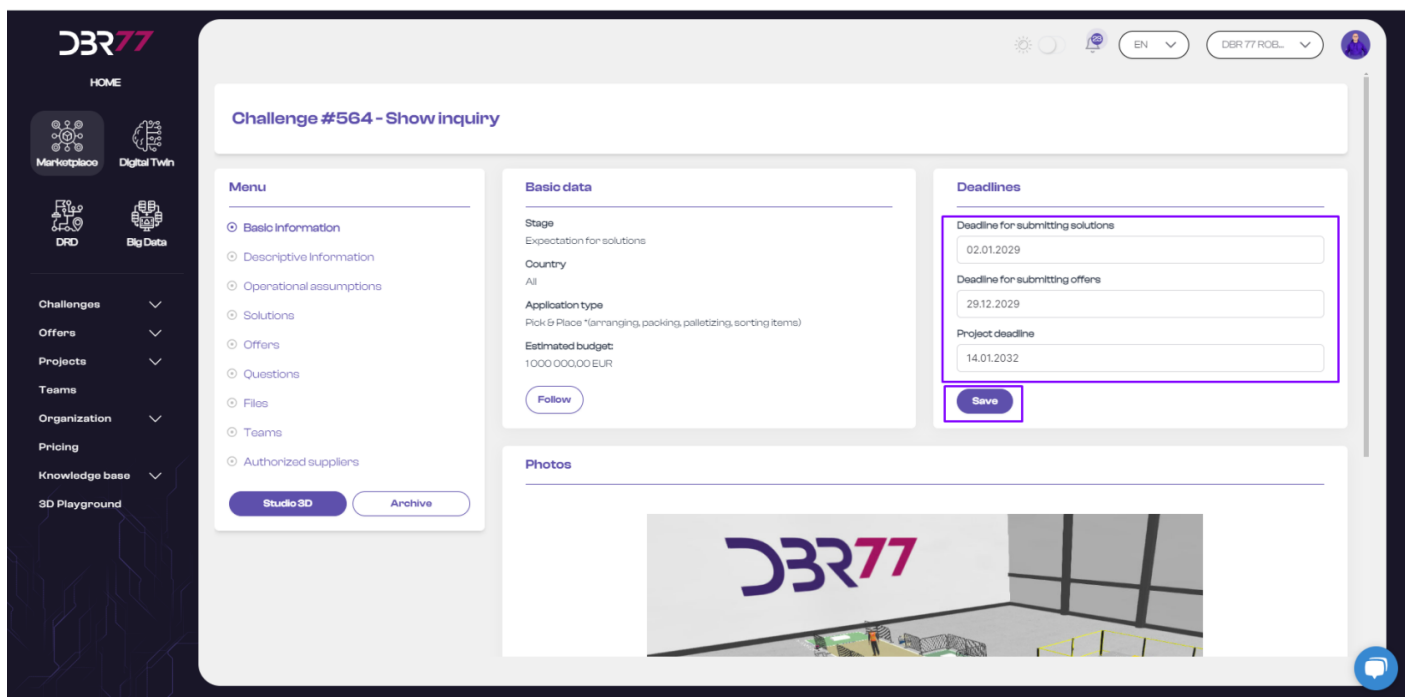 DBR77
HOME
Marketplace
Digital Twin
DRD
Big Data
Challenges
Offers
Projects
Teams
Organization
Pricing
Knowledge base
3D Playground
25
EN
DBR 77 ROB...
Challenge #564 - Show inquiry
Menu
Basic information
Descriptive Information
Operational assumptions
Solutions
Offers
Questions
Files
Teams
Authorized suppliers
Studio 3D
Archive
Basic data
Stage
Expectation for solutions
Country
All
Application type
Pick & Place *(arranging, packing, palletizing, sorting items)
Estimated budget:
1 000 000,00 EUR
Follow
Deadlines
Deadline for submitting solutions
02.01.2029
Deadline for submitting offers
29.12.2029
Project deadline
14.01.2032
Save
Photos
DBR77